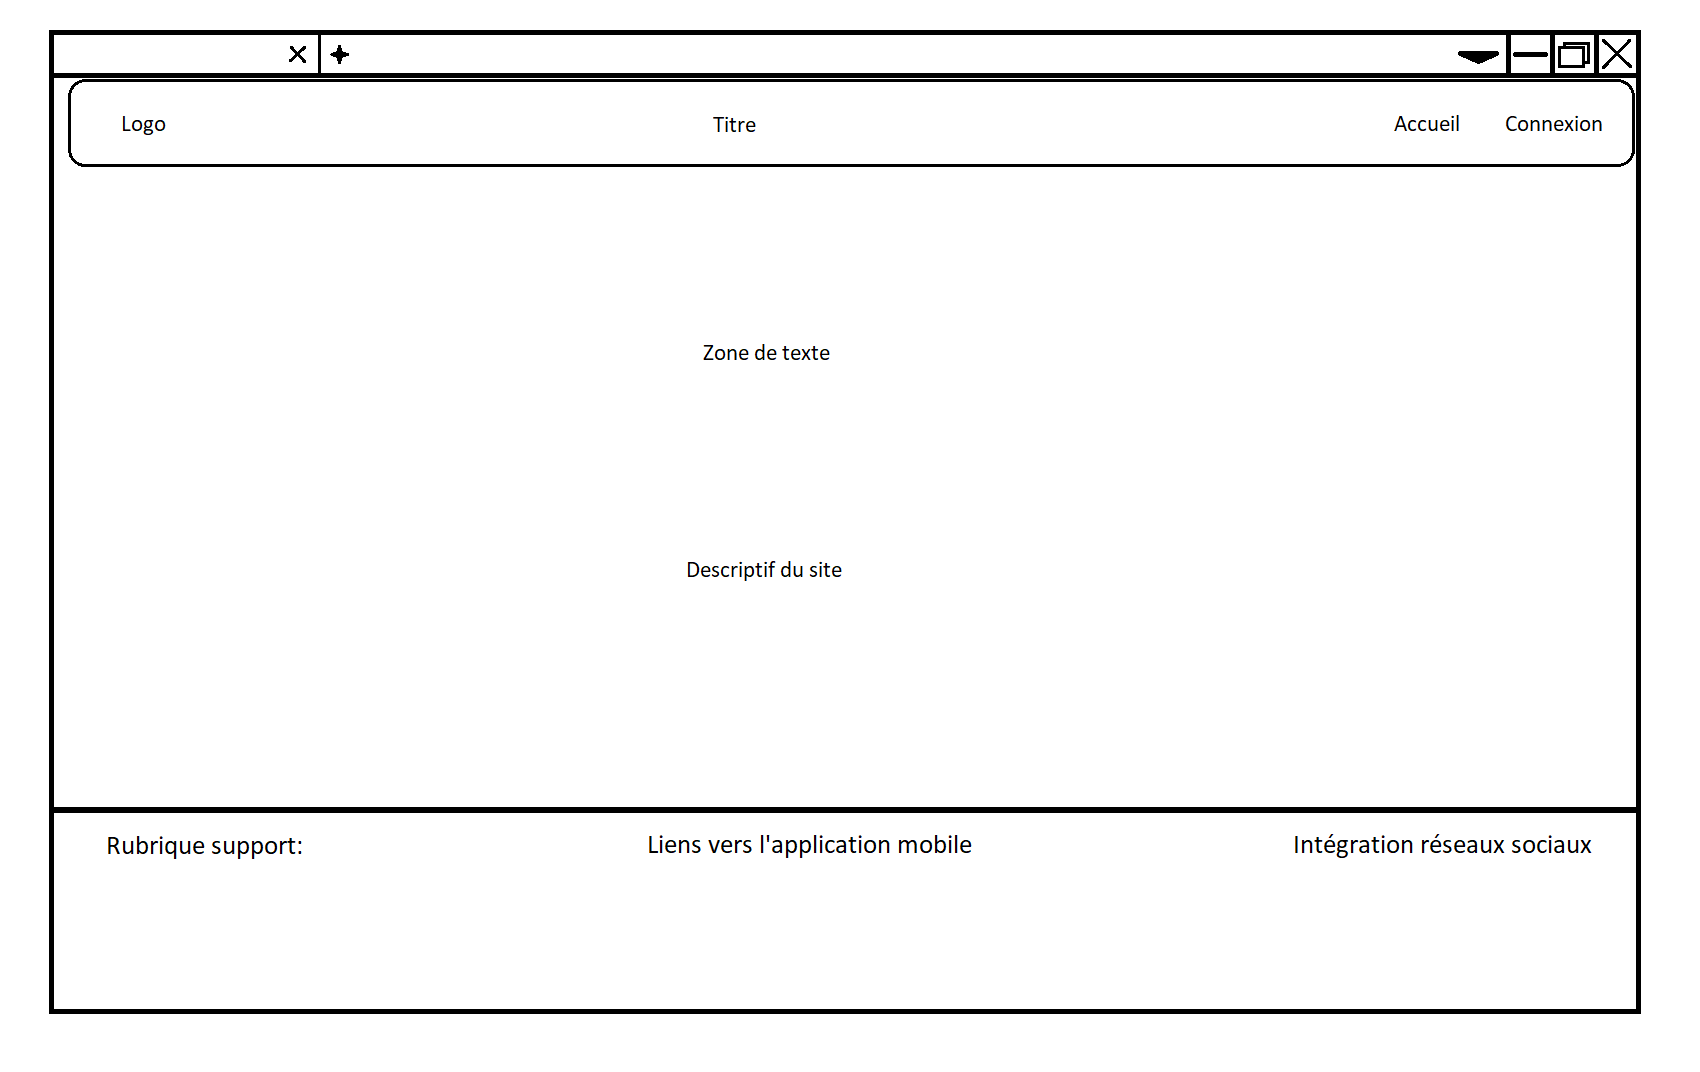 Logo
Titre
Accueil
Connexion
Zone de texte
Descriptif du site
Rubrique support:
Liens vers l'application mobile
Intégration réseaux sociaux